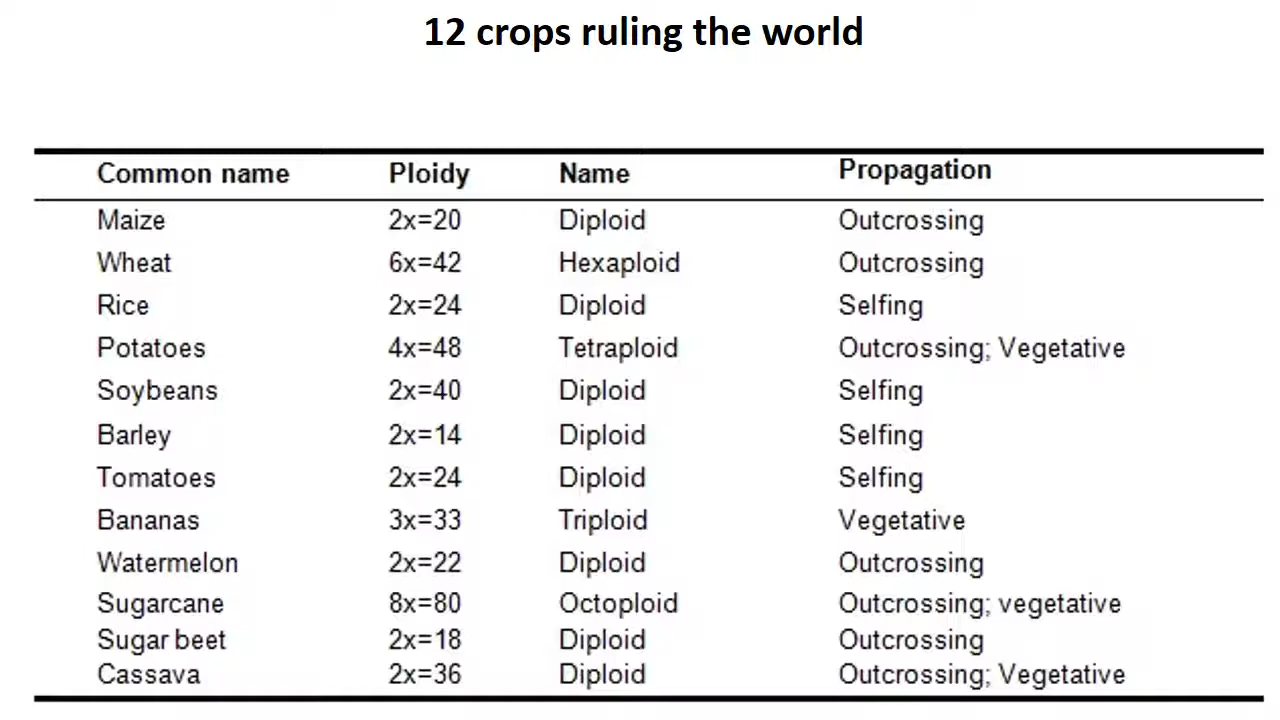 12 crops ruling the world
Common name Ploidy Name Propagation
Maize 2x=20 Diploid Outcrossing
Wheat 6x=42 Hexaploid Outcrossing
Rice 2x=24 Diploid Selfing
Potatoes 4x=48 Tetraploid Outcrossing; Vegetative
Soybeans 2x=40 Diploid Selfing
Barley 2x=14 Diploid Selfing
Tomatoes 2x=24 Diploid Selfing
Bananas 3x=33 Triploid Vegetative
Watermelon 2x=22 Diploid Outcrossing
Sugarcane 8x=80 Octoploid Outcrossing; vegetative
Sugar beet 2x=18 Diploid Outcrossing
Cassava 2x=36 Diploid Outcrossing; Vegetative